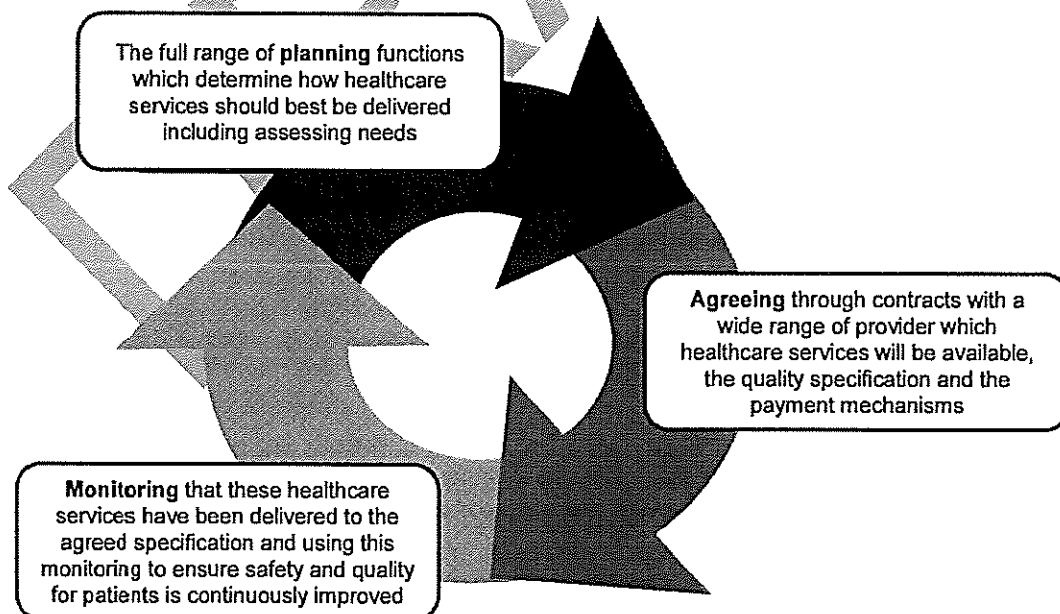 The full range of planning functions
which determine how healthcare
services should best be delivered
including assessing needs
Agreeing through contracts with a
wide range of provider which
healthcare services will be available,
the quality specification and the
payment mechanisms
Monitoring that these healthcare
services have been delivered to the
agreed specification and using this
monitoring to ensure safety and quality
for patients is continuously improved